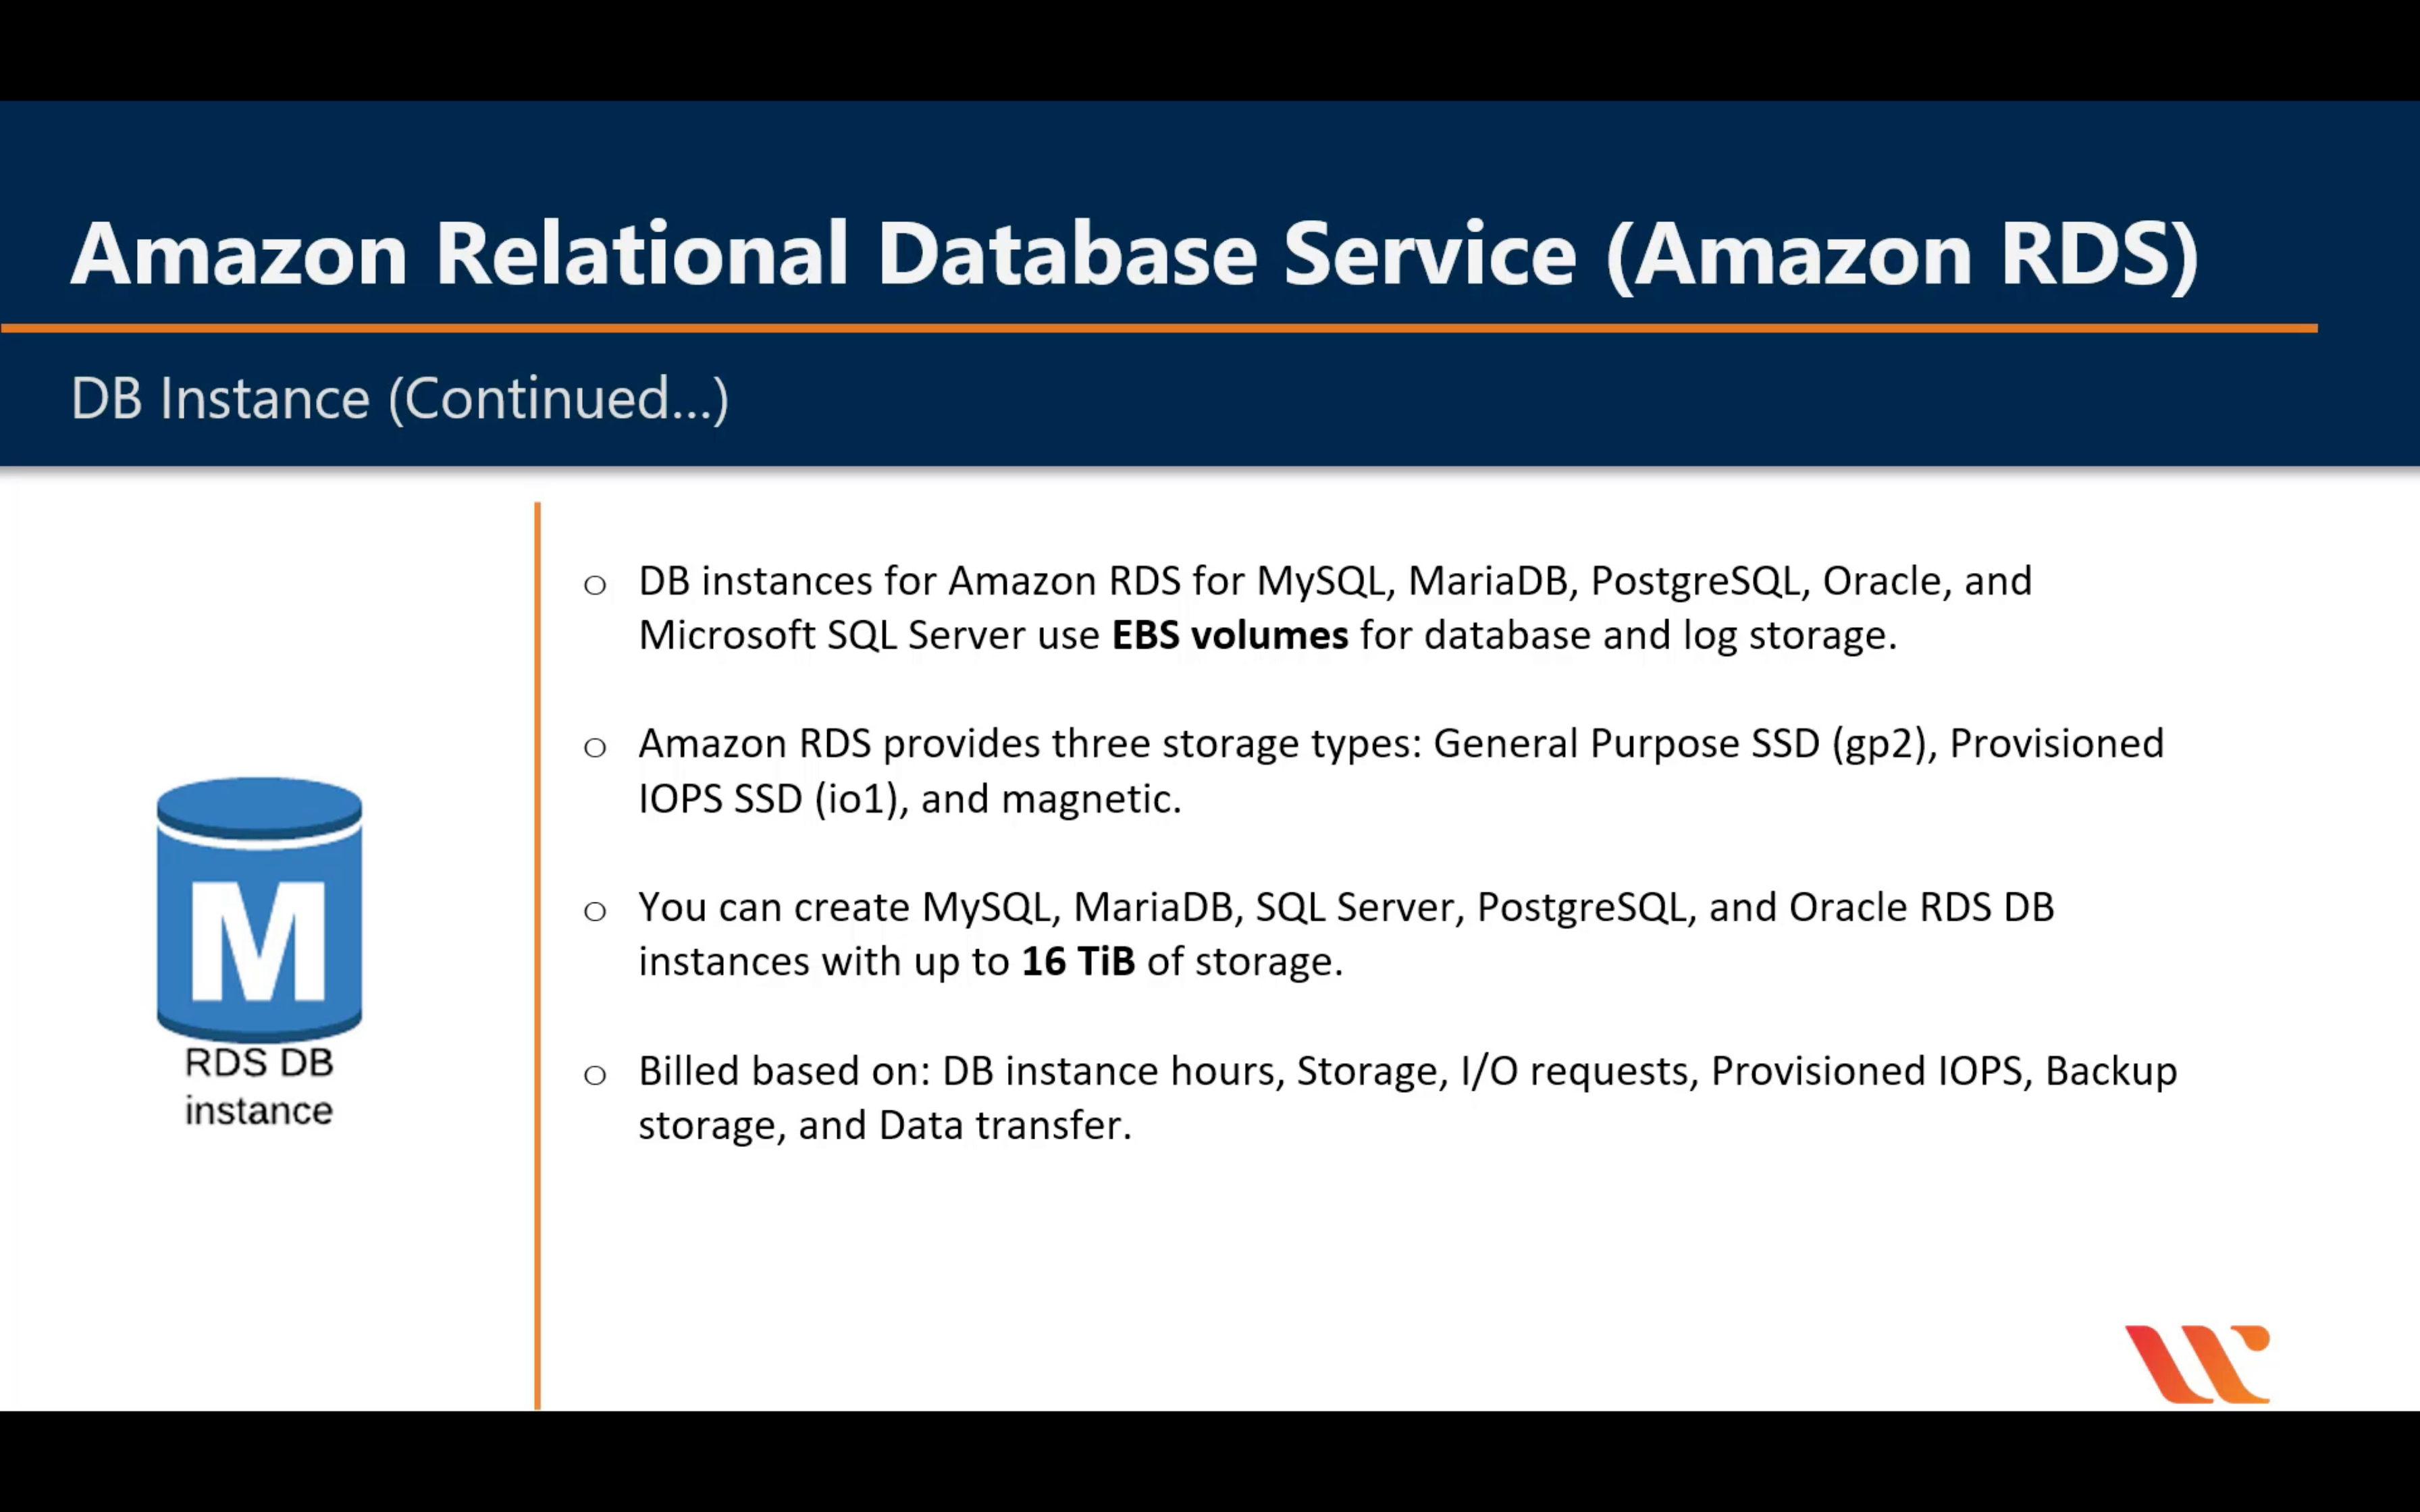 Amazon Relational Database Service (Amazon RDS)
DB Instance (Continued...)
M
RDS DB
instance
o DB instances for Amazon RDS for MySQL, MariaDB, PostgreSQL, Oracle, and
Microsoft SQL Server use EBS volumes for database and log storage.
o Amazon RDS provides three storage types: General Purpose SSD (gp2), Provisioned
IOPS SSD (io1), and magnetic.
o You can create MySQL, MariaDB, SQL Server, PostgreSQL, and Oracle RDS DB
instances with up to 16 TiB of storage.
o Billed based on: DB instance hours, Storage, I/O requests, Provisioned IOPS, Backup
storage, and Data transfer.